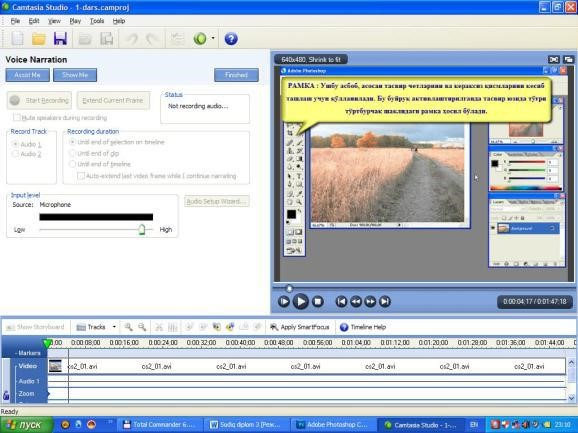 Camtasia Studio - 1-dars.camproj
File Edit View Play Tools Help
Voice Narration
Assist Me Show Me Finished
Start Recording Extend Current Frame
Mute speakers during recording
Status
Not recording audio...
Record Track
Audio 1
Audio 2
Recording duration
Until end of selection on timeline
Until end of clip
Until end of timeline
Auto-extend last video frame while I continue narrating
Input level
Source: Microphone
Low High
Audio Setup Wizard...
640x480, Shrink to fit
Adobe Photoshop
РАМКА : Ушбу асбоб, асосан тасвир четларини ва кераксиз қисмларини кесиб
ташлаш учун қўлланилади. Бу буйруқ активлаштирилганда тасвир юзида тўғри
тўртбурчак шаклидаги рамка хосил бўлади.
Color
Layers
Background
0:00:04;17 / 0:01:47;18
Show Storyboard Tracks Apply SmartFocus Timeline Help
0:00 0:00:08;00 0:00:16;00 0:00:24;00 0:00:32;00 0:00:40;00 0:00:48;00 0:00:56;00 0:01:04;00 0:01:12;00 0:01:20;00 0:01:28;00 0:01:36;00 0:01:44;00
Markers
Video cs2_01.avi cs2_01.avi cs2_01.avi cs2_01.avi cs2_01.avi cs2_01.avi cs2_01.avi
Audio 1
Zoom
Ready
пуск Total Commander 6.... Sodiq diplom 3 [Реж... Adobe Photoshop C... Camtasia Studio - 1-... EN 23:10